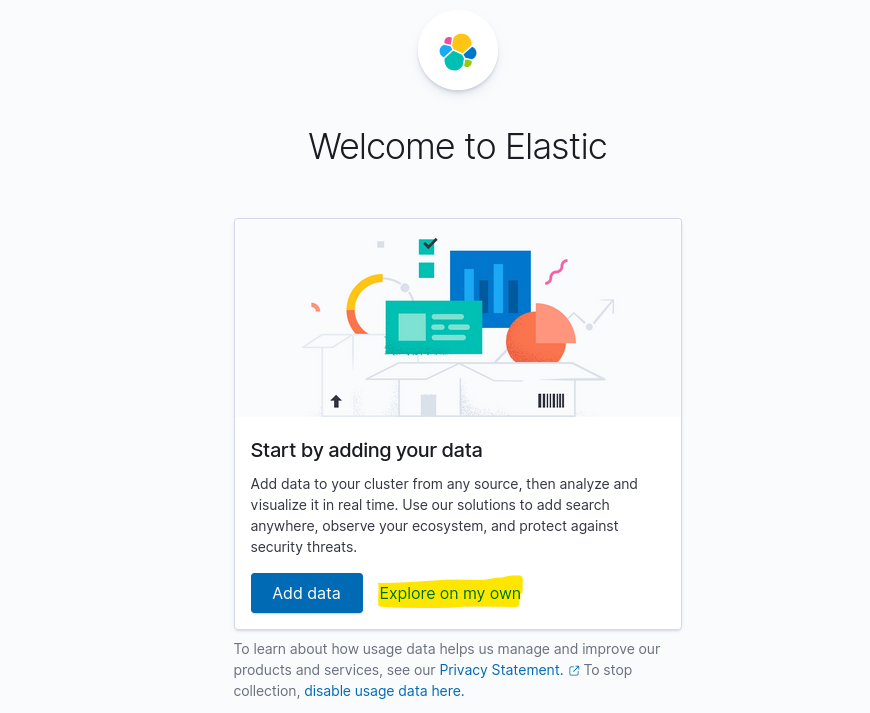 Welcome to Elastic
Start by adding your data
Add data to your cluster from any source, then analyze and
visualize it in real time. Use our solutions to add search
anywhere, observe your ecosystem, and protect against
security threats.
Add data
Explore on my own
To learn about how usage data helps us manage and improve our
products and services, see our Privacy Statement. To stop
collection, disable usage data here.